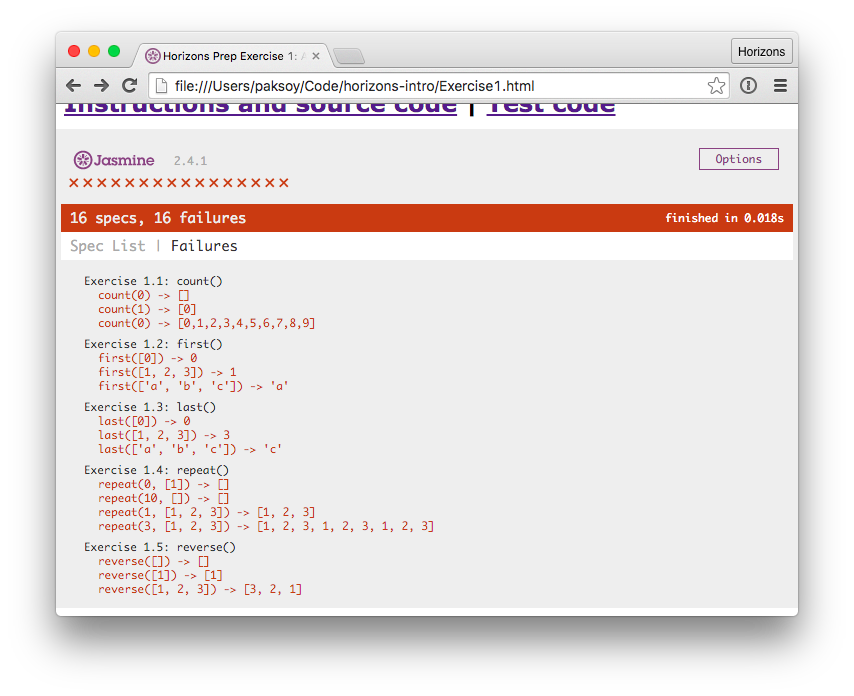 Horizons Prep Exercise 1: 
Horizons
file:///Users/paksoy/Code/horizons-intro/Exercise1.html
Instructions and source code | Test code
Jasmine 2.4.1
Options
××××××××××××××××
16 specs, 16 failures
finished in 0.018s
Spec List | Failures
Exercise 1.1: count()
count(0) -> []
count(1) -> [0]
count(0) -> [0,1,2,3,4,5,6,7,8,9]
Exercise 1.2: first()
first([0]) -> 0
first([1, 2, 3]) -> 1
first(['a', 'b', 'c']) -> 'a'
Exercise 1.3: last()
last([0]) -> 0
last([1, 2, 3]) -> 3
last(['a', 'b', 'c']) -> 'c'
Exercise 1.4: repeat()
repeat(0, [1]) -> []
repeat(10, []) -> []
repeat(1, [1, 2, 3]) -> [1, 2, 3]
repeat(3, [1, 2, 3]) -> [1, 2, 3, 1, 2, 3, 1, 2, 3]
Exercise 1.5: reverse()
reverse([]) -> []
reverse([1]) -> [1]
reverse([1, 2, 3]) -> [3, 2, 1]